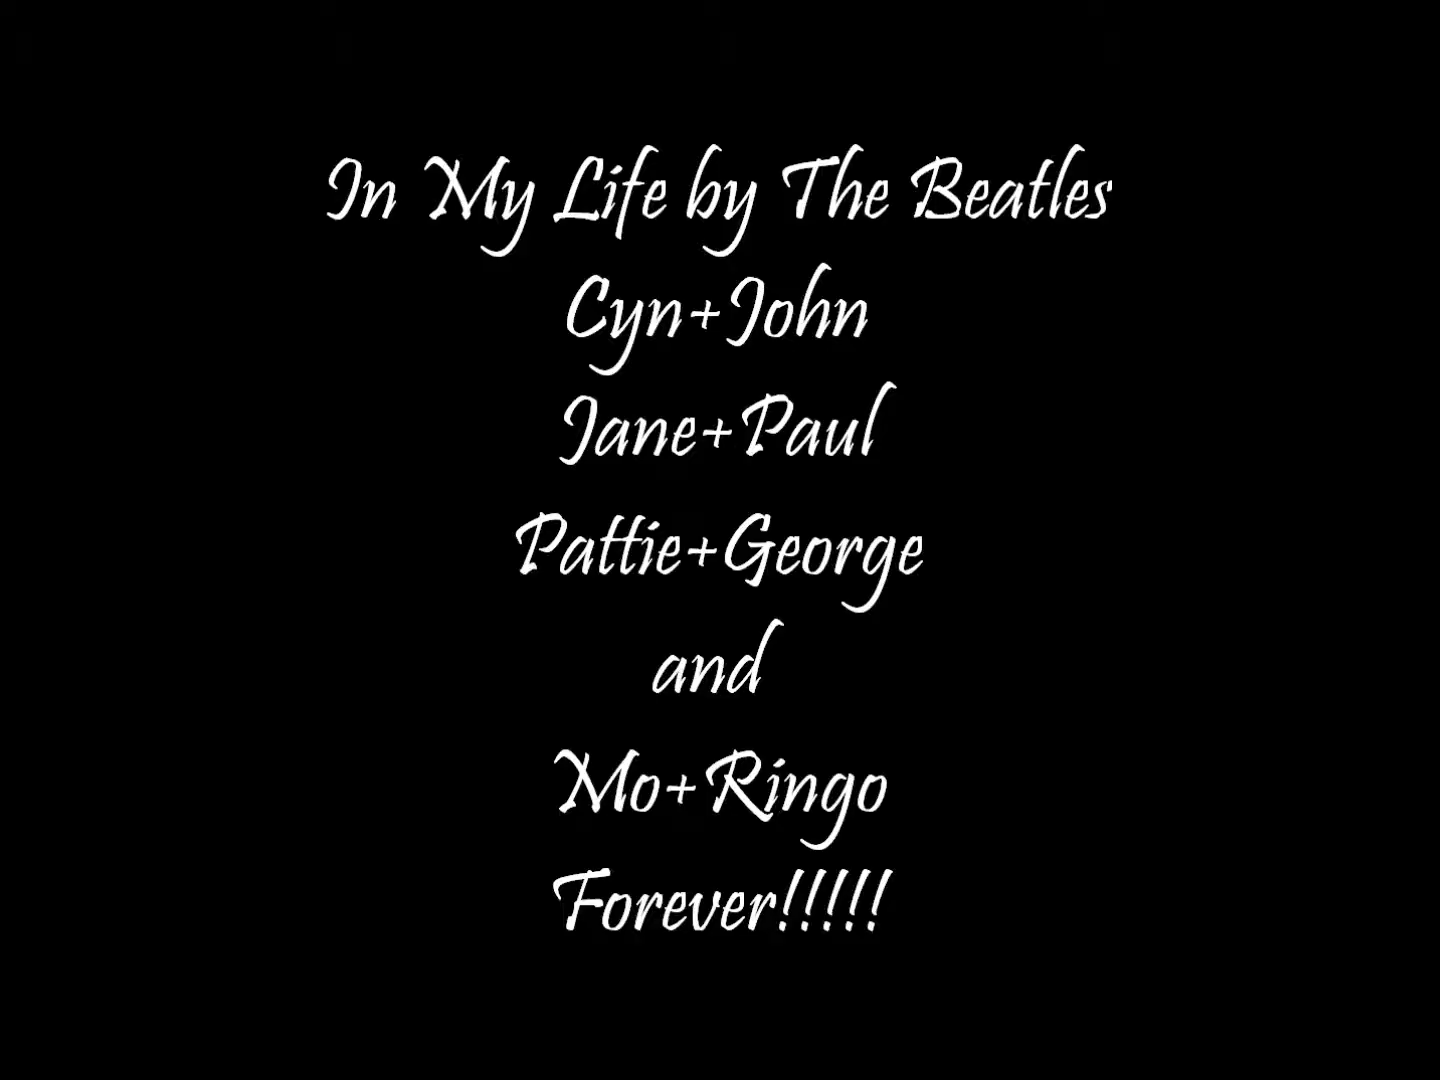 In My Life by The Beatles
Cyn+John
Jane+Paul
Pattie+George
and
Mo+Ringo
Forever!!!!!